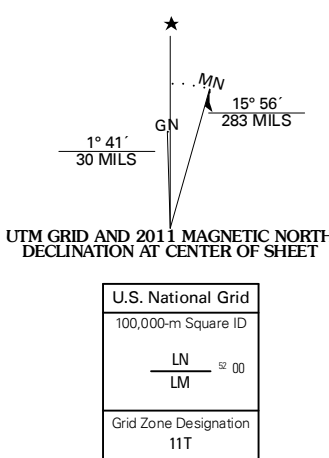 ★
MN
GN
15° 56´
283 MILS
1° 41´
30 MILS
UTM GRID AND 2011 MAGNETIC NORTH
DECLINATION AT CENTER OF SHEET
U.S. National Grid
100,000-m Square ID
LN
52 00
LM
Grid Zone Designation
11T